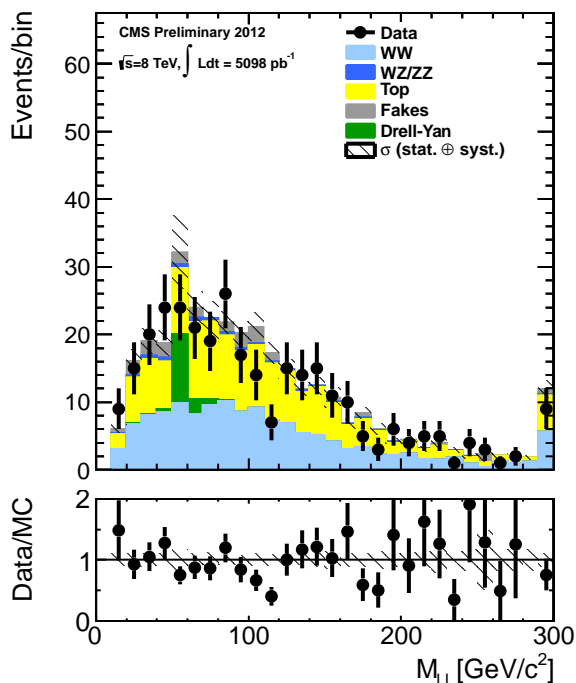 CMS Preliminary 2012
√s=8 TeV, ∫ Ldt = 5098 pb⁻¹
Data
WW
WZ/ZZ
Top
Fakes
Drell-Yan
σ (stat. ⊕ syst.)
Events/bin
60
50
40
30
20
10
0
Data/MC
2
1
0
0 100 200 300
M_ll [GeV/c²]